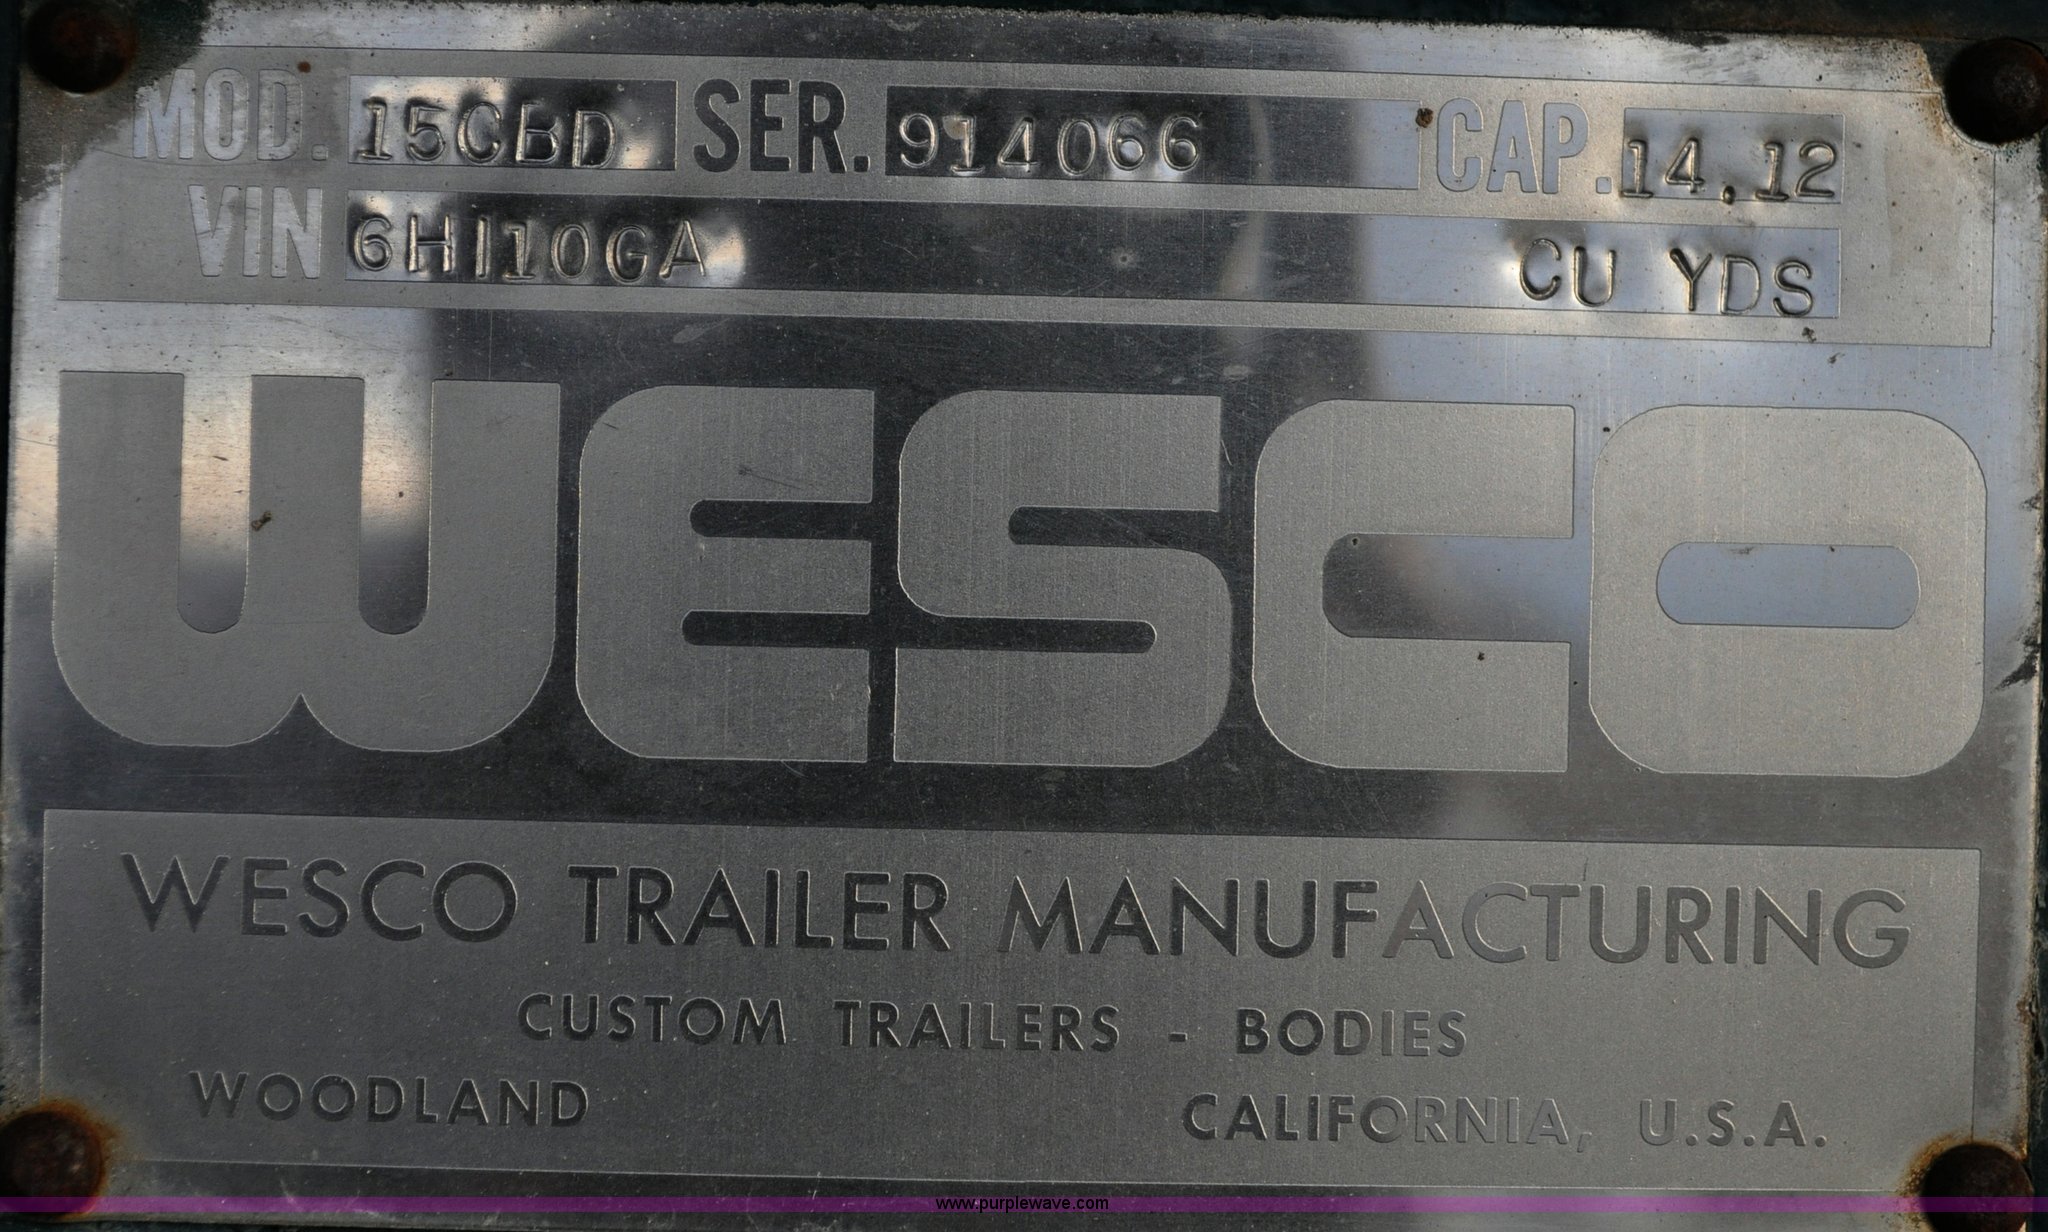 MOD. 15CBD SER. 914066 CAP. 14.12
VIN 6HI10GA CU YDS
WESCO
WESCO TRAILER MANUFACTURING
CUSTOM TRAILERS - BODIES
WOODLAND CALIFORNIA, U.S.A.
www.purplewave.com